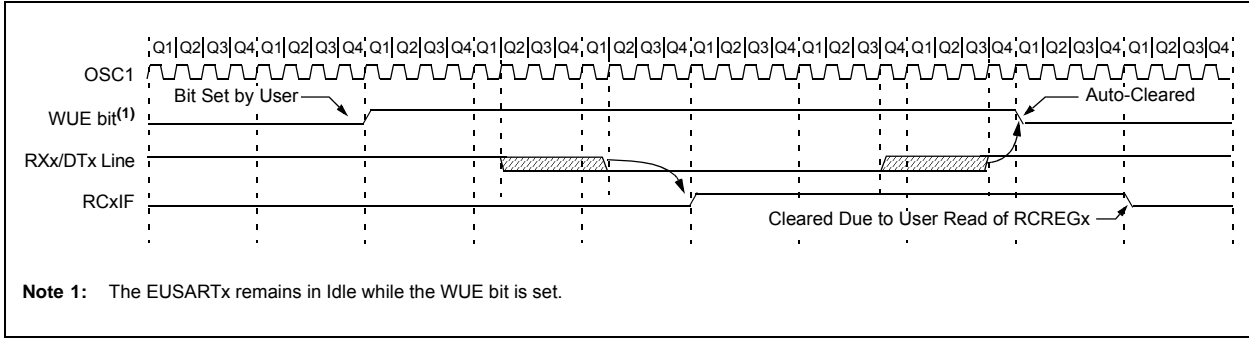 Q1 Q2 Q3 Q4 Q1 Q2 Q3 Q4 Q1 Q2 Q3 Q4 Q1 Q2 Q3 Q4 Q1 Q2 Q3 Q4 Q1 Q2 Q3 Q4 Q1 Q2 Q3 Q4 Q1 Q2 Q3 Q4 Q1 Q2 Q3 Q4 Q1 Q2 Q3 Q4
OSC1
Bit Set by User
Auto-Cleared
WUE bit(1)
RXx/DTx Line
RCxIF
Cleared Due to User Read of RCREGx
Note 1: The EUSARTx remains in Idle while the WUE bit is set.